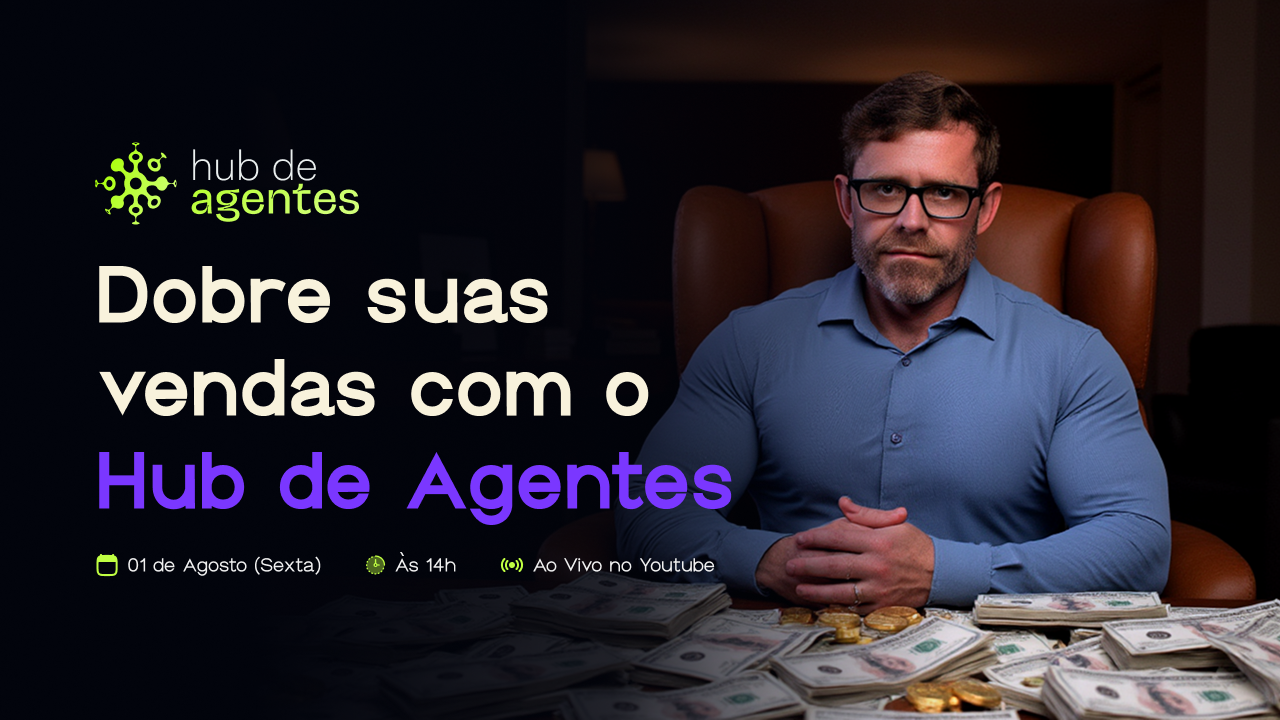 hub de
agentes
Dobre suas
vendas com o
Hub de Agentes
01 de Agosto (Sexta) Às 14h Ao Vivo no Youtube